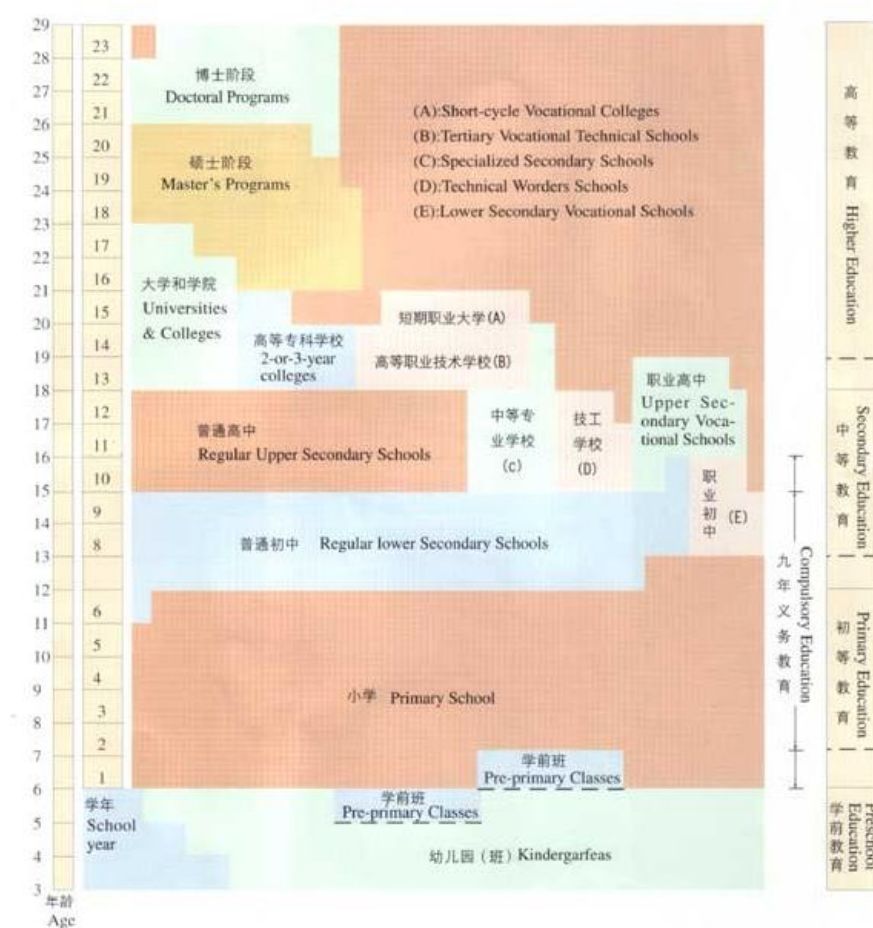 29
28
27
26
25
24
23
22
21
20
19
18
17
16
15
14
13
12
11
10
9
8
7
6
5
4
3
年龄
Age
23
22
21
20
19
18
17
16
15
14
13
12
11
10
9
8
6
5
4
3
2
1
学年
School
year
博士阶段
Doctoral Programs
硕士阶段
Master's Programs
(A):Short-cycle Vocational Colleges
(B):Tertiary Vocational Technical Schools
(C):Specialized Secondary Schools
(D):Technical Worders Schools
(E):Lower Secondary Vocational Schools
大学和学院
Universities
& Colleges
高等专科学校
2-or-3-year
colleges
短期职业大学(A)
高等职业技术学校(B)
普通高中
Regular Upper Secondary Schools
中等专
业学校
(c)
技工
学校
(D)
职业高中
Upper Sec-
ondary Voca-
tional Schools
职业初中
(E)
普通初中 Regular lower Secondary Schools
小学 Primary School
学前班
Pre-primary Classes
学前班
Pre-primary Classes
幼儿园（班）Kindergarfeas
九年义务教育
Compulsory Education
高等教育
Higher Education
中等教育
Secondary Education
初等教育
Primary Education
学前教育
Preschool
Education